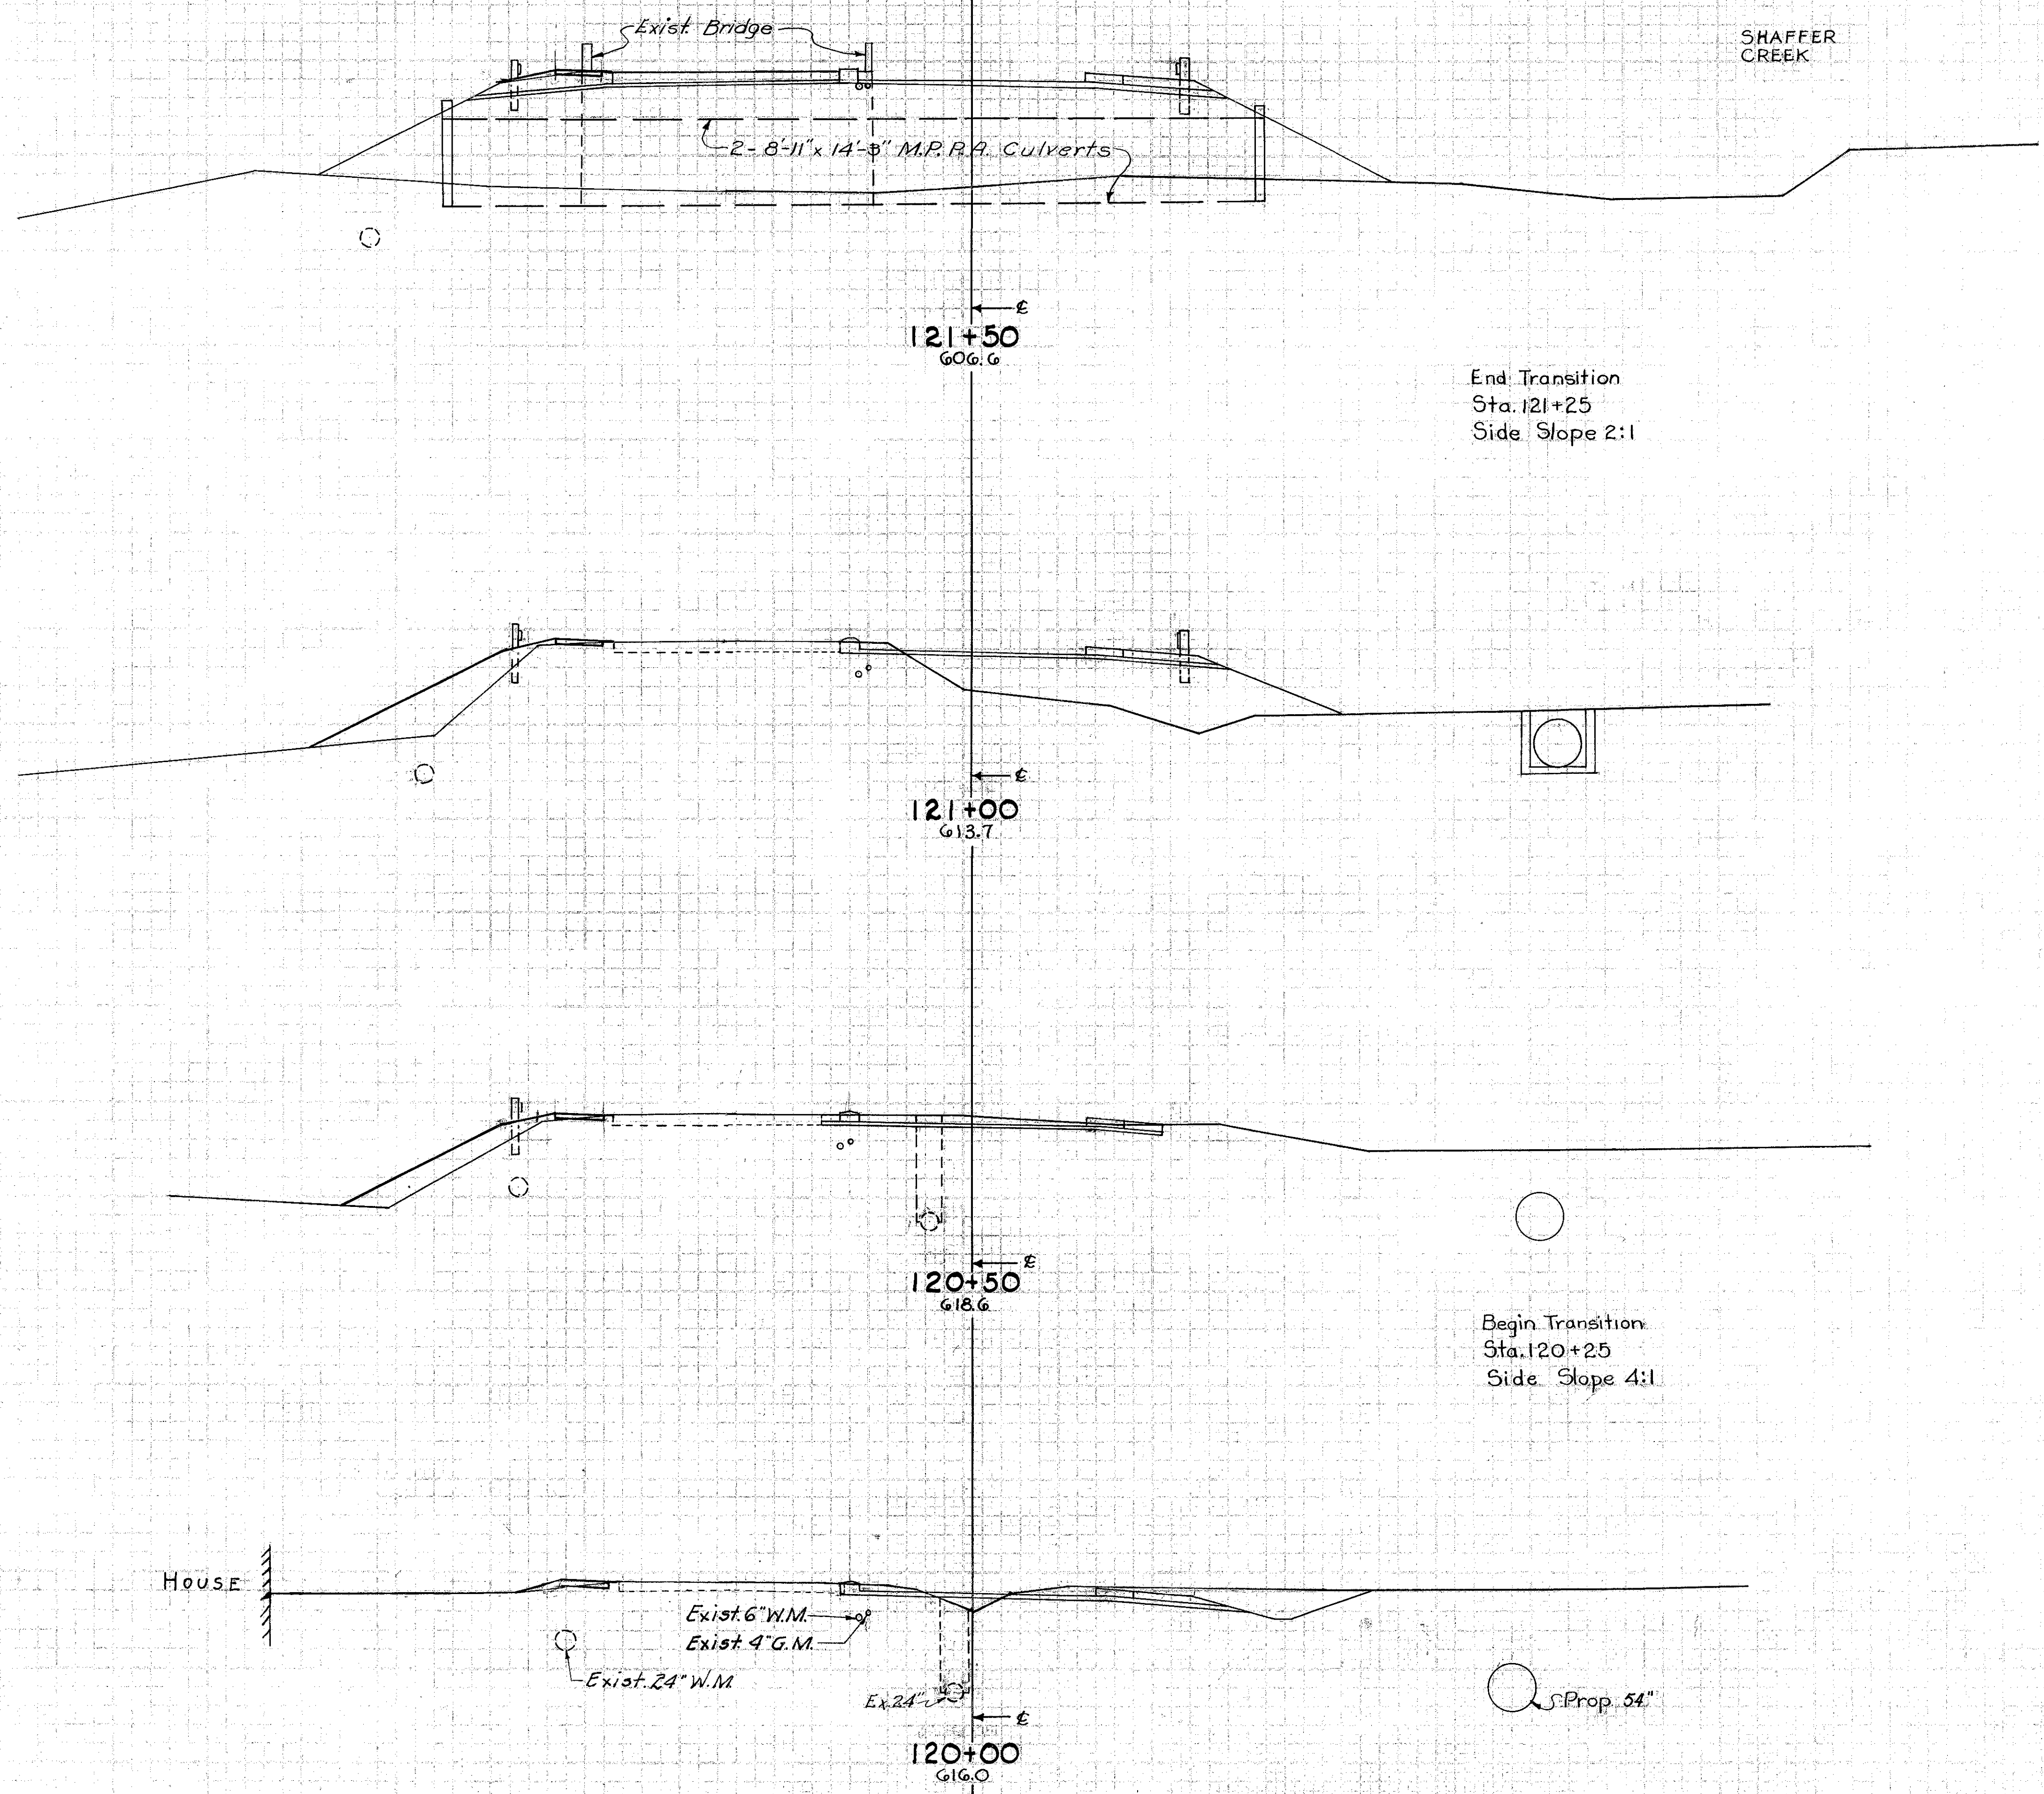 Exist. Bridge
SHAFFER
CREEK
2- 8'-11" x 14'-3" M.P.P.A. Culverts
℄
121+50
606.6
End Transition
Sta. 121+25
Side Slope 2:1
℄
121+00
613.7
℄
120+50
618.6
Begin Transition
Sta. 120+25
Side Slope 4:1
HOUSE
Exist. 6" W.M.
Exist. 4" G.M.
Exist. 24" W.M.
Ex. 24"
Prop. 54"
℄
120+00
616.0